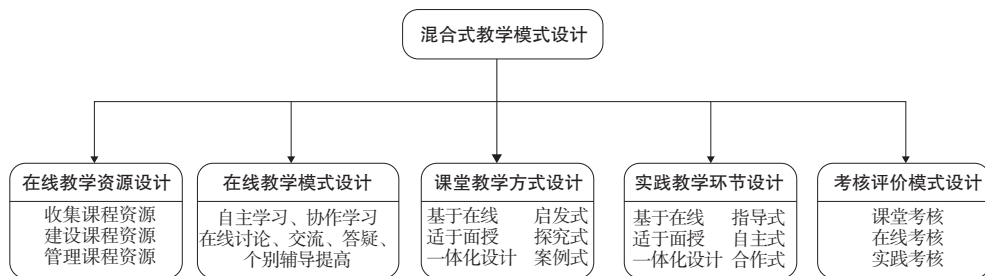 混合式教学模式设计
在线教学资源设计
收集课程资源
建设课程资源
管理课程资源
在线教学模式设计
自主学习、协作学习
在线讨论、交流、答疑、
个别辅导提高
课堂教学方式设计
基于在线 启发式
适于面授 探究式
一体化设计 案例式
实践教学环节设计
基于在线 指导式
适于面授 自主式
一体化设计 合作式
考核评价模式设计
课堂考核
在线考核
实践考核